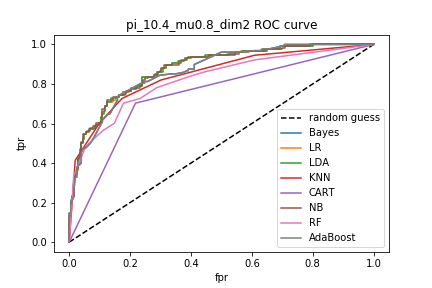 pi_10.4_mu0.8_dim2 ROC curve
tpr
1.0
0.8
0.6
0.4
0.2
0.0
random guess
Bayes
LR
LDA
KNN
CART
NB
RF
AdaBoost
0.0 0.2 0.4 0.6 0.8 1.0
fpr